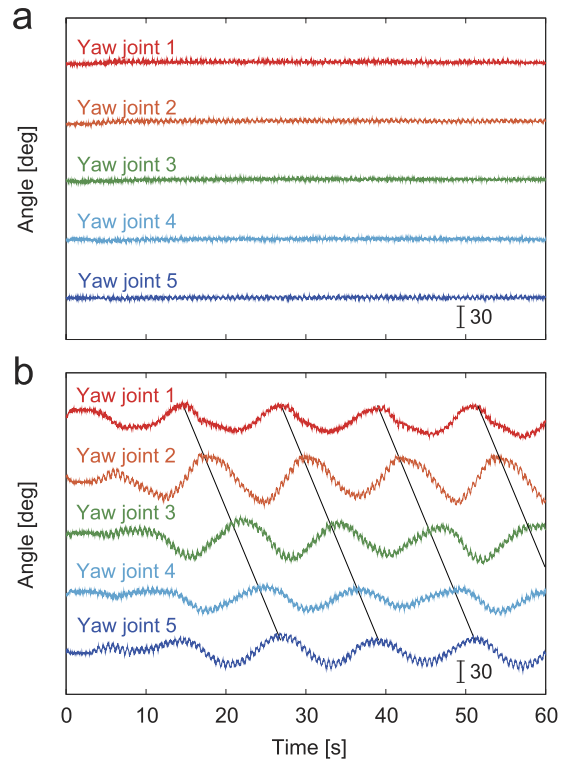 a
Yaw joint 1
Yaw joint 2
Yaw joint 3
Yaw joint 4
Yaw joint 5
30
Angle [deg]
b
Yaw joint 1
Yaw joint 2
Yaw joint 3
Yaw joint 4
Yaw joint 5
30
Angle [deg]
0 10 20 30 40 50 60
Time [s]